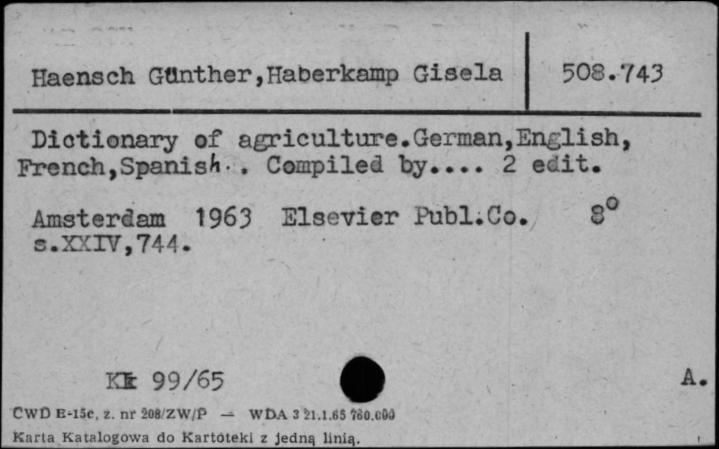 Haensch Günther,Haberkamp Gisela
508.743
Dictionary of agriculture.German,English,
French,Spanish. . Compiled by.... 2 edit.
Amsterdam 1963 Elsevier Publ.Co. 8°
s.XXIV,744.
Kk 99/65
A.
CWD E-15c, z. nr 208/ZW/P — WDA 3 21.1.65 780.000
Karta Katalogowa do Kartoteki z jedną linią.